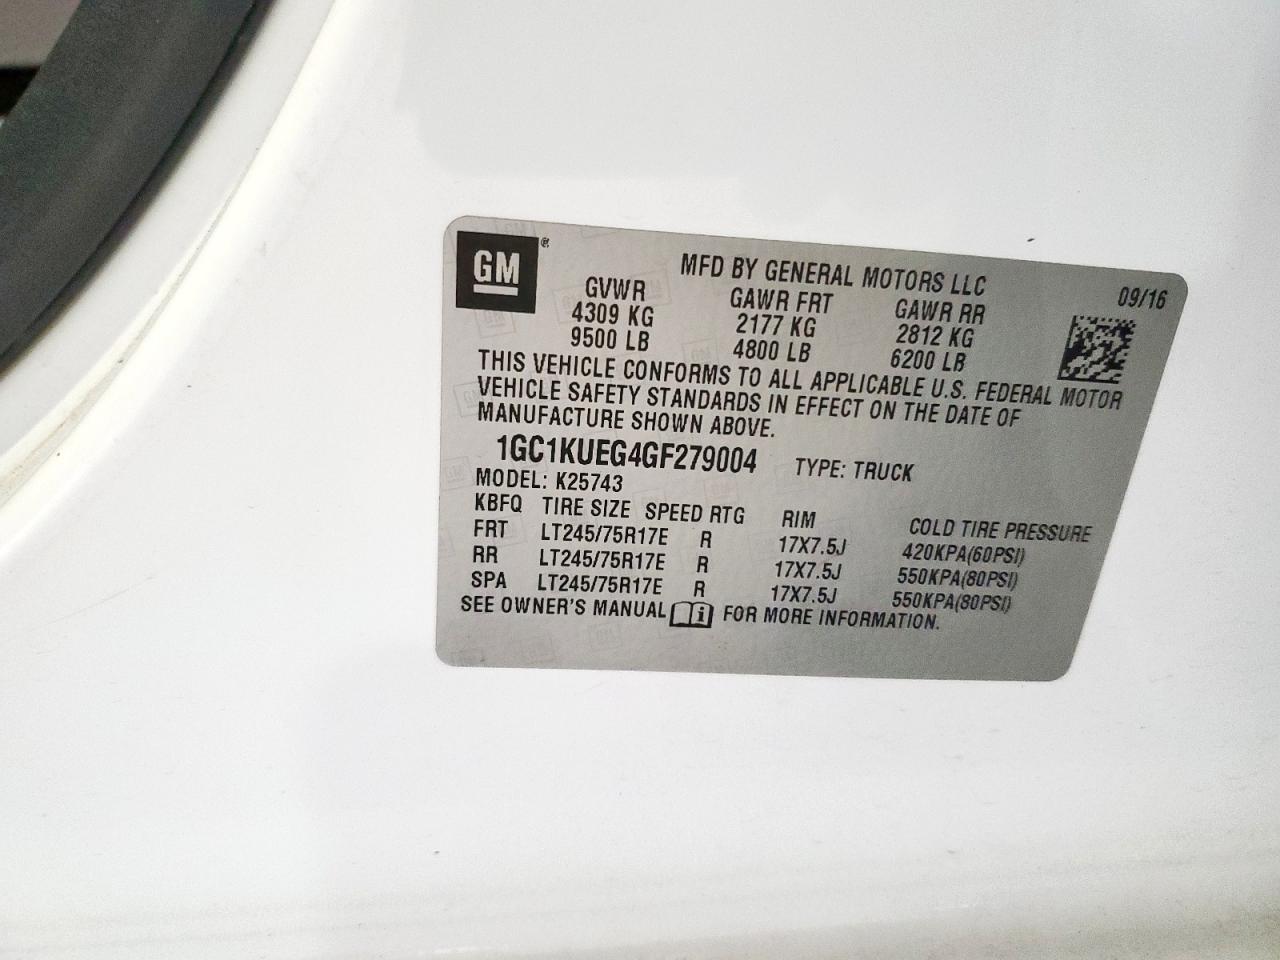 GM ®
MFD BY GENERAL MOTORS LLC
09/16
GVWR GAWR FRT GAWR RR
4309 KG 2177 KG 2812 KG
9500 LB 4800 LB 6200 LB
THIS VEHICLE CONFORMS TO ALL APPLICABLE U.S. FEDERAL MOTOR
VEHICLE SAFETY STANDARDS IN EFFECT ON THE DATE OF
MANUFACTURE SHOWN ABOVE.
1GC1KUEG4GF279004 TYPE: TRUCK
MODEL: K25743
KBFQ TIRE SIZE SPEED RTG RIM COLD TIRE PRESSURE
FRT LT245/75R17E R 17X7.5J 420KPA(60PSI)
RR LT245/75R17E R 17X7.5J 550KPA(80PSI)
SPA LT245/75R17E R 17X7.5J 550KPA(80PSI)
SEE OWNER'S MANUAL i FOR MORE INFORMATION.